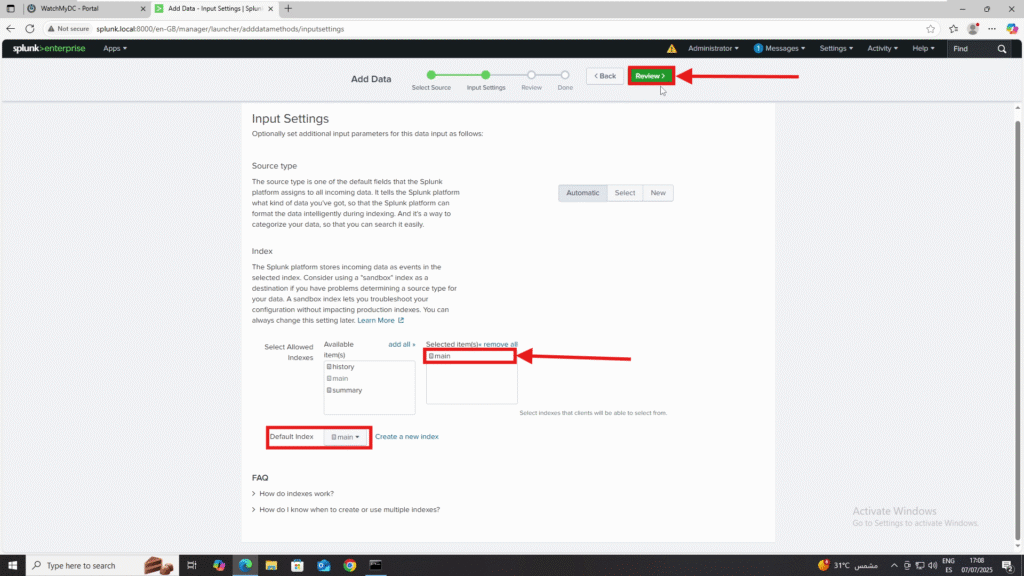 WatchMyDC - Portal
Add Data - Input Settings | Splun
Not secure
splunk.local:8000/en-GB/manager/launcher/adddatamethods/inputsettings
splunk>enterprise
Apps
Administrator
1 Messages
Settings
Activity
Help
Find
Add Data
Select Source
Input Settings
Review
Done
< Back
Review >
Input Settings
Optionally set additional input parameters for this data input as follows:
Source type
The source type is one of the default fields that the Splunk
platform assigns to all incoming data. It tells the Splunk platform
what kind of data you've got, so that the Splunk platform can
format the data intelligently during indexing. And it's a way to
categorize your data, so that you can search it easily.
Automatic
Select
New
Index
The Splunk platform stores incoming data as events in the
selected index. Consider using a "sandbox" index as a
destination if you have problems determining a source type for
your data. A sandbox index lets you troubleshoot your
configuration without impacting production indexes. You can
always change this setting later. Learn More
Select Allowed
Indexes
Available
item(s)
add all »
history
main
summary
Selected item(s)« remove all
main
Select indexes that clients will be able to select from.
Default Index
main
Create a new index
FAQ
> How do indexes work?
> How do I know when to create or use multiple indexes?
Activate Windows
Go to Settings to activate Windows.
Type here to search
31°C مشمس
ENG
ES
17:08
07/07/2025
2